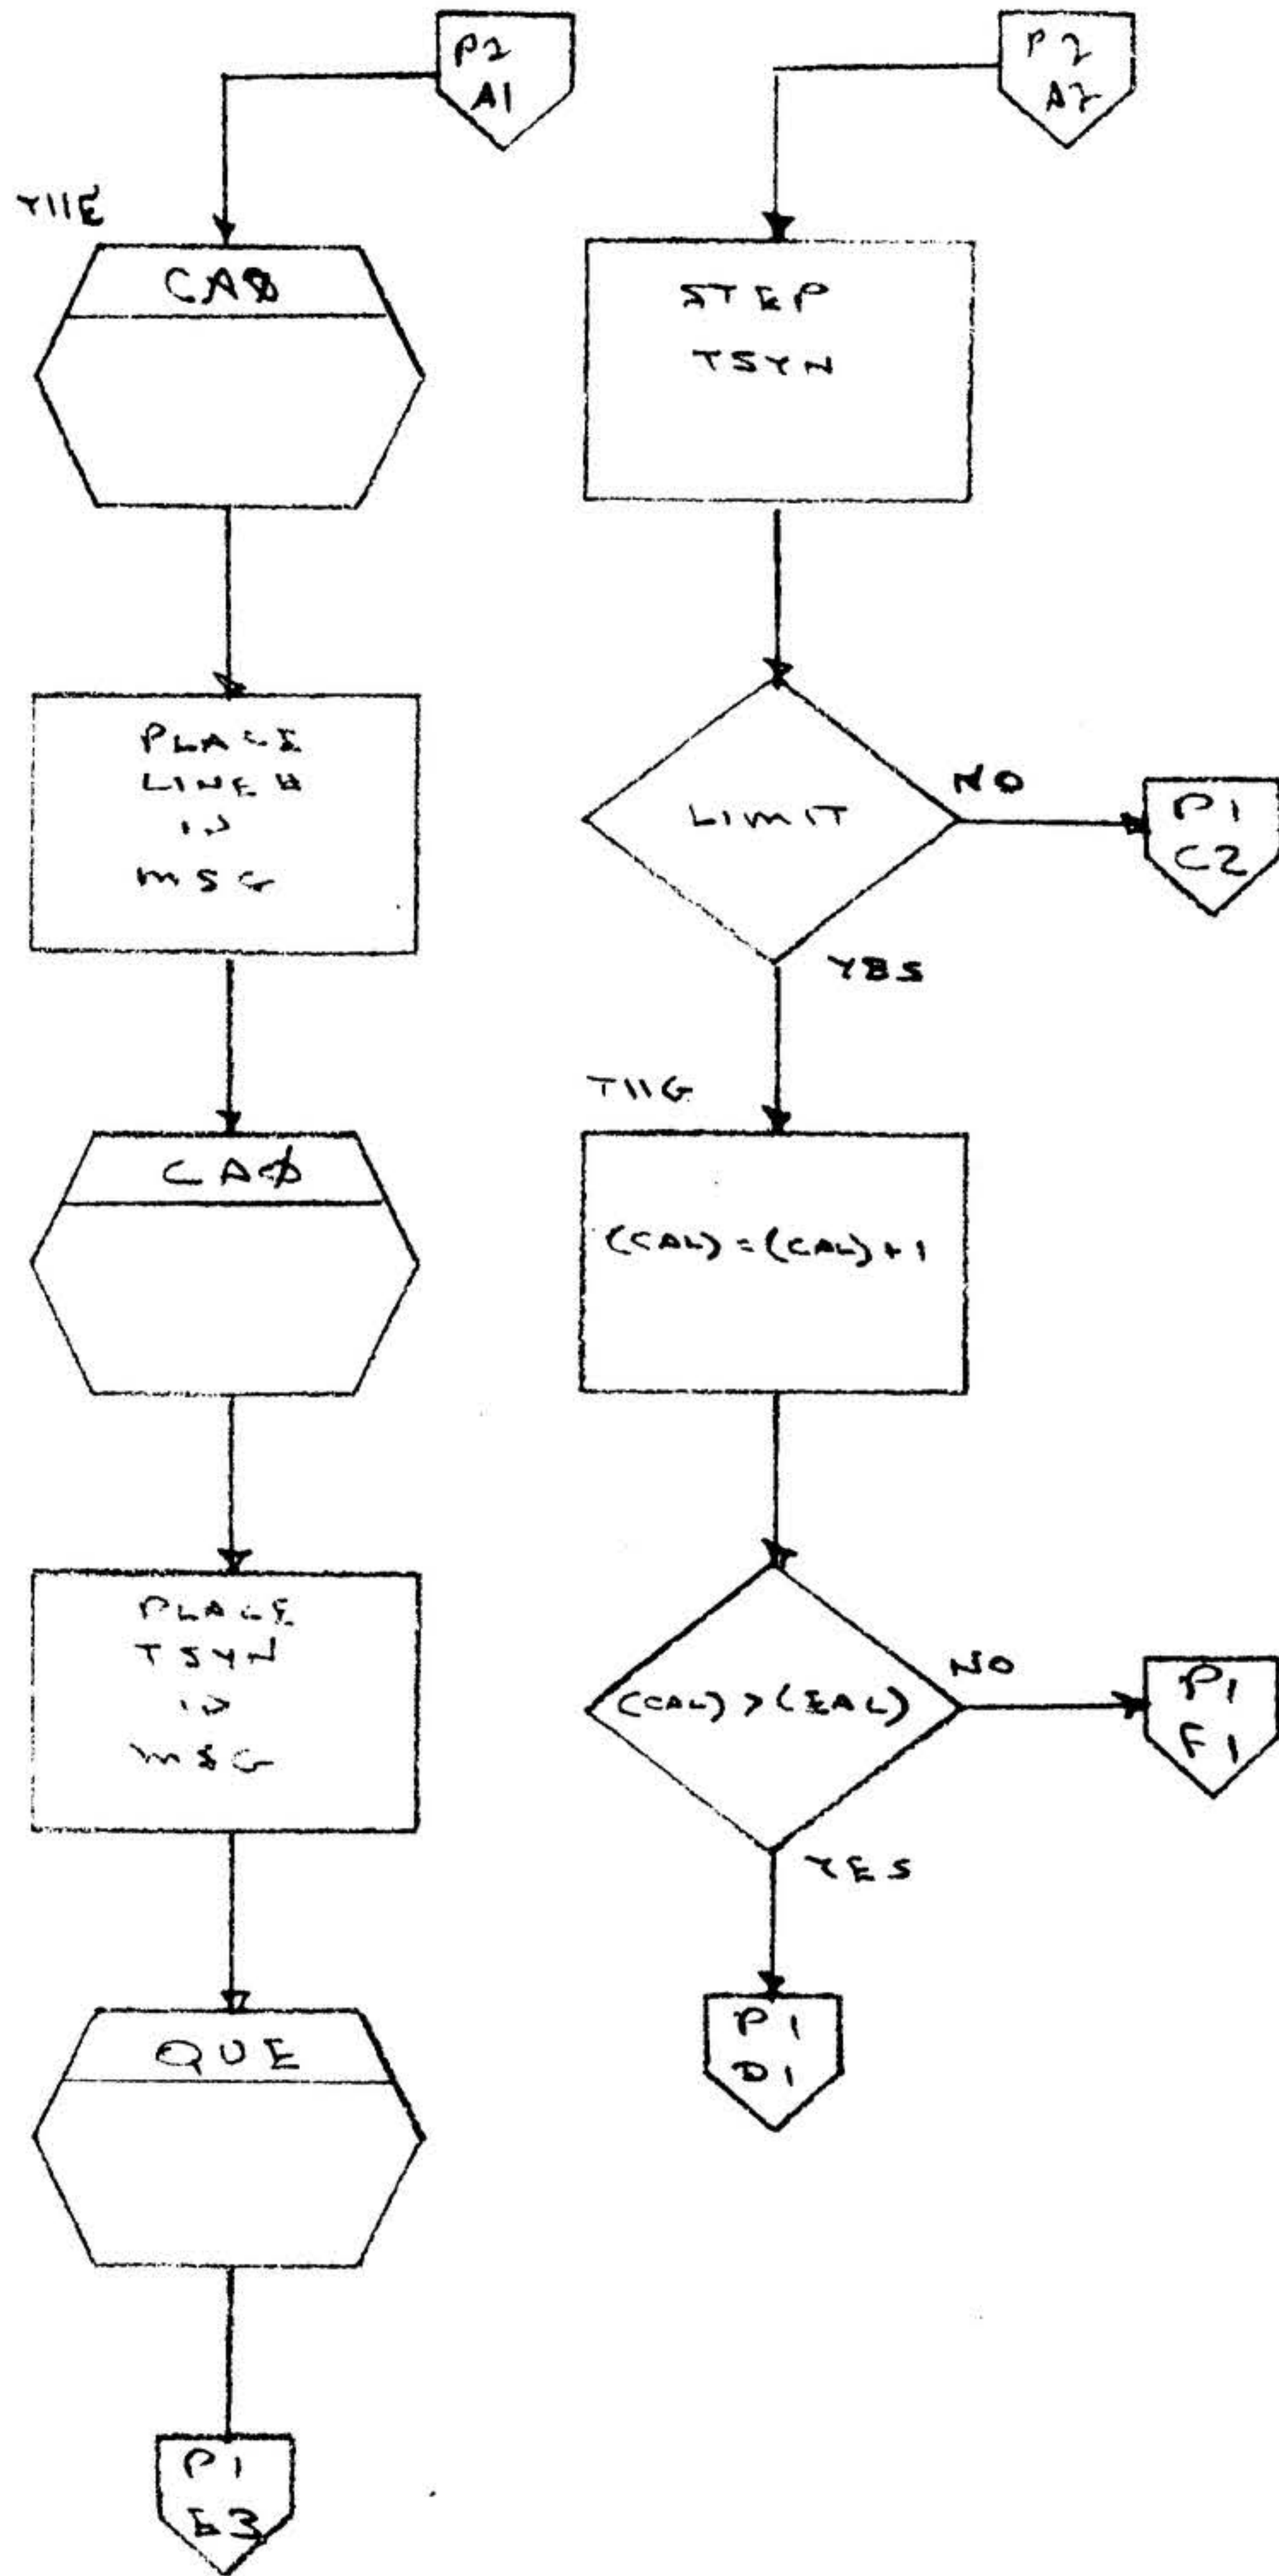 P2
A1
T11E
CAØ
PLACE
LINE #
IN
MSG
CAØ
PLACE
TSYN
IN
MSG
QUE
P1
E3
P2
A2
STEP
TSYN
LIMIT
NO
P1
C2
YES
T11G
(CAL) = (CAL) + 1
(CAL) > (EAL)
NO
P1
F1
YES
P1
D1